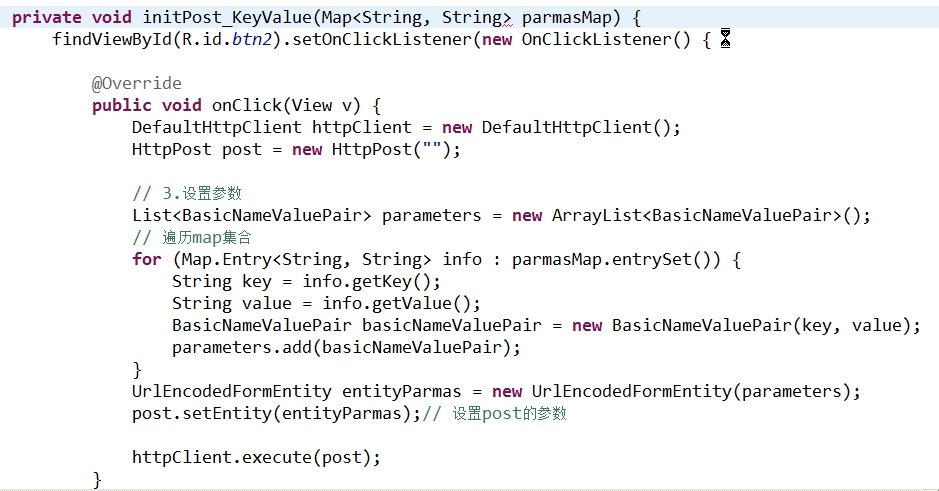 private void initPost_KeyValue(Map<String, String> parmasMap) {
findViewById(R.id.btn2).setOnClickListener(new OnClickListener() {
@Override
public void onClick(View v) {
DefaultHttpClient httpClient = new DefaultHttpClient();
HttpPost post = new HttpPost("");
// 3.设置参数
List<BasicNameValuePair> parameters = new ArrayList<BasicNameValuePair>();
// 遍历map集合
for (Map.Entry<String, String> info : parmasMap.entrySet()) {
String key = info.getKey();
String value = info.getValue();
BasicNameValuePair basicNameValuePair = new BasicNameValuePair(key, value);
parameters.add(basicNameValuePair);
}
UrlEncodedFormEntity entityParmas = new UrlEncodedFormEntity(parameters);
post.setEntity(entityParmas);// 设置post的参数
httpClient.execute(post);
}